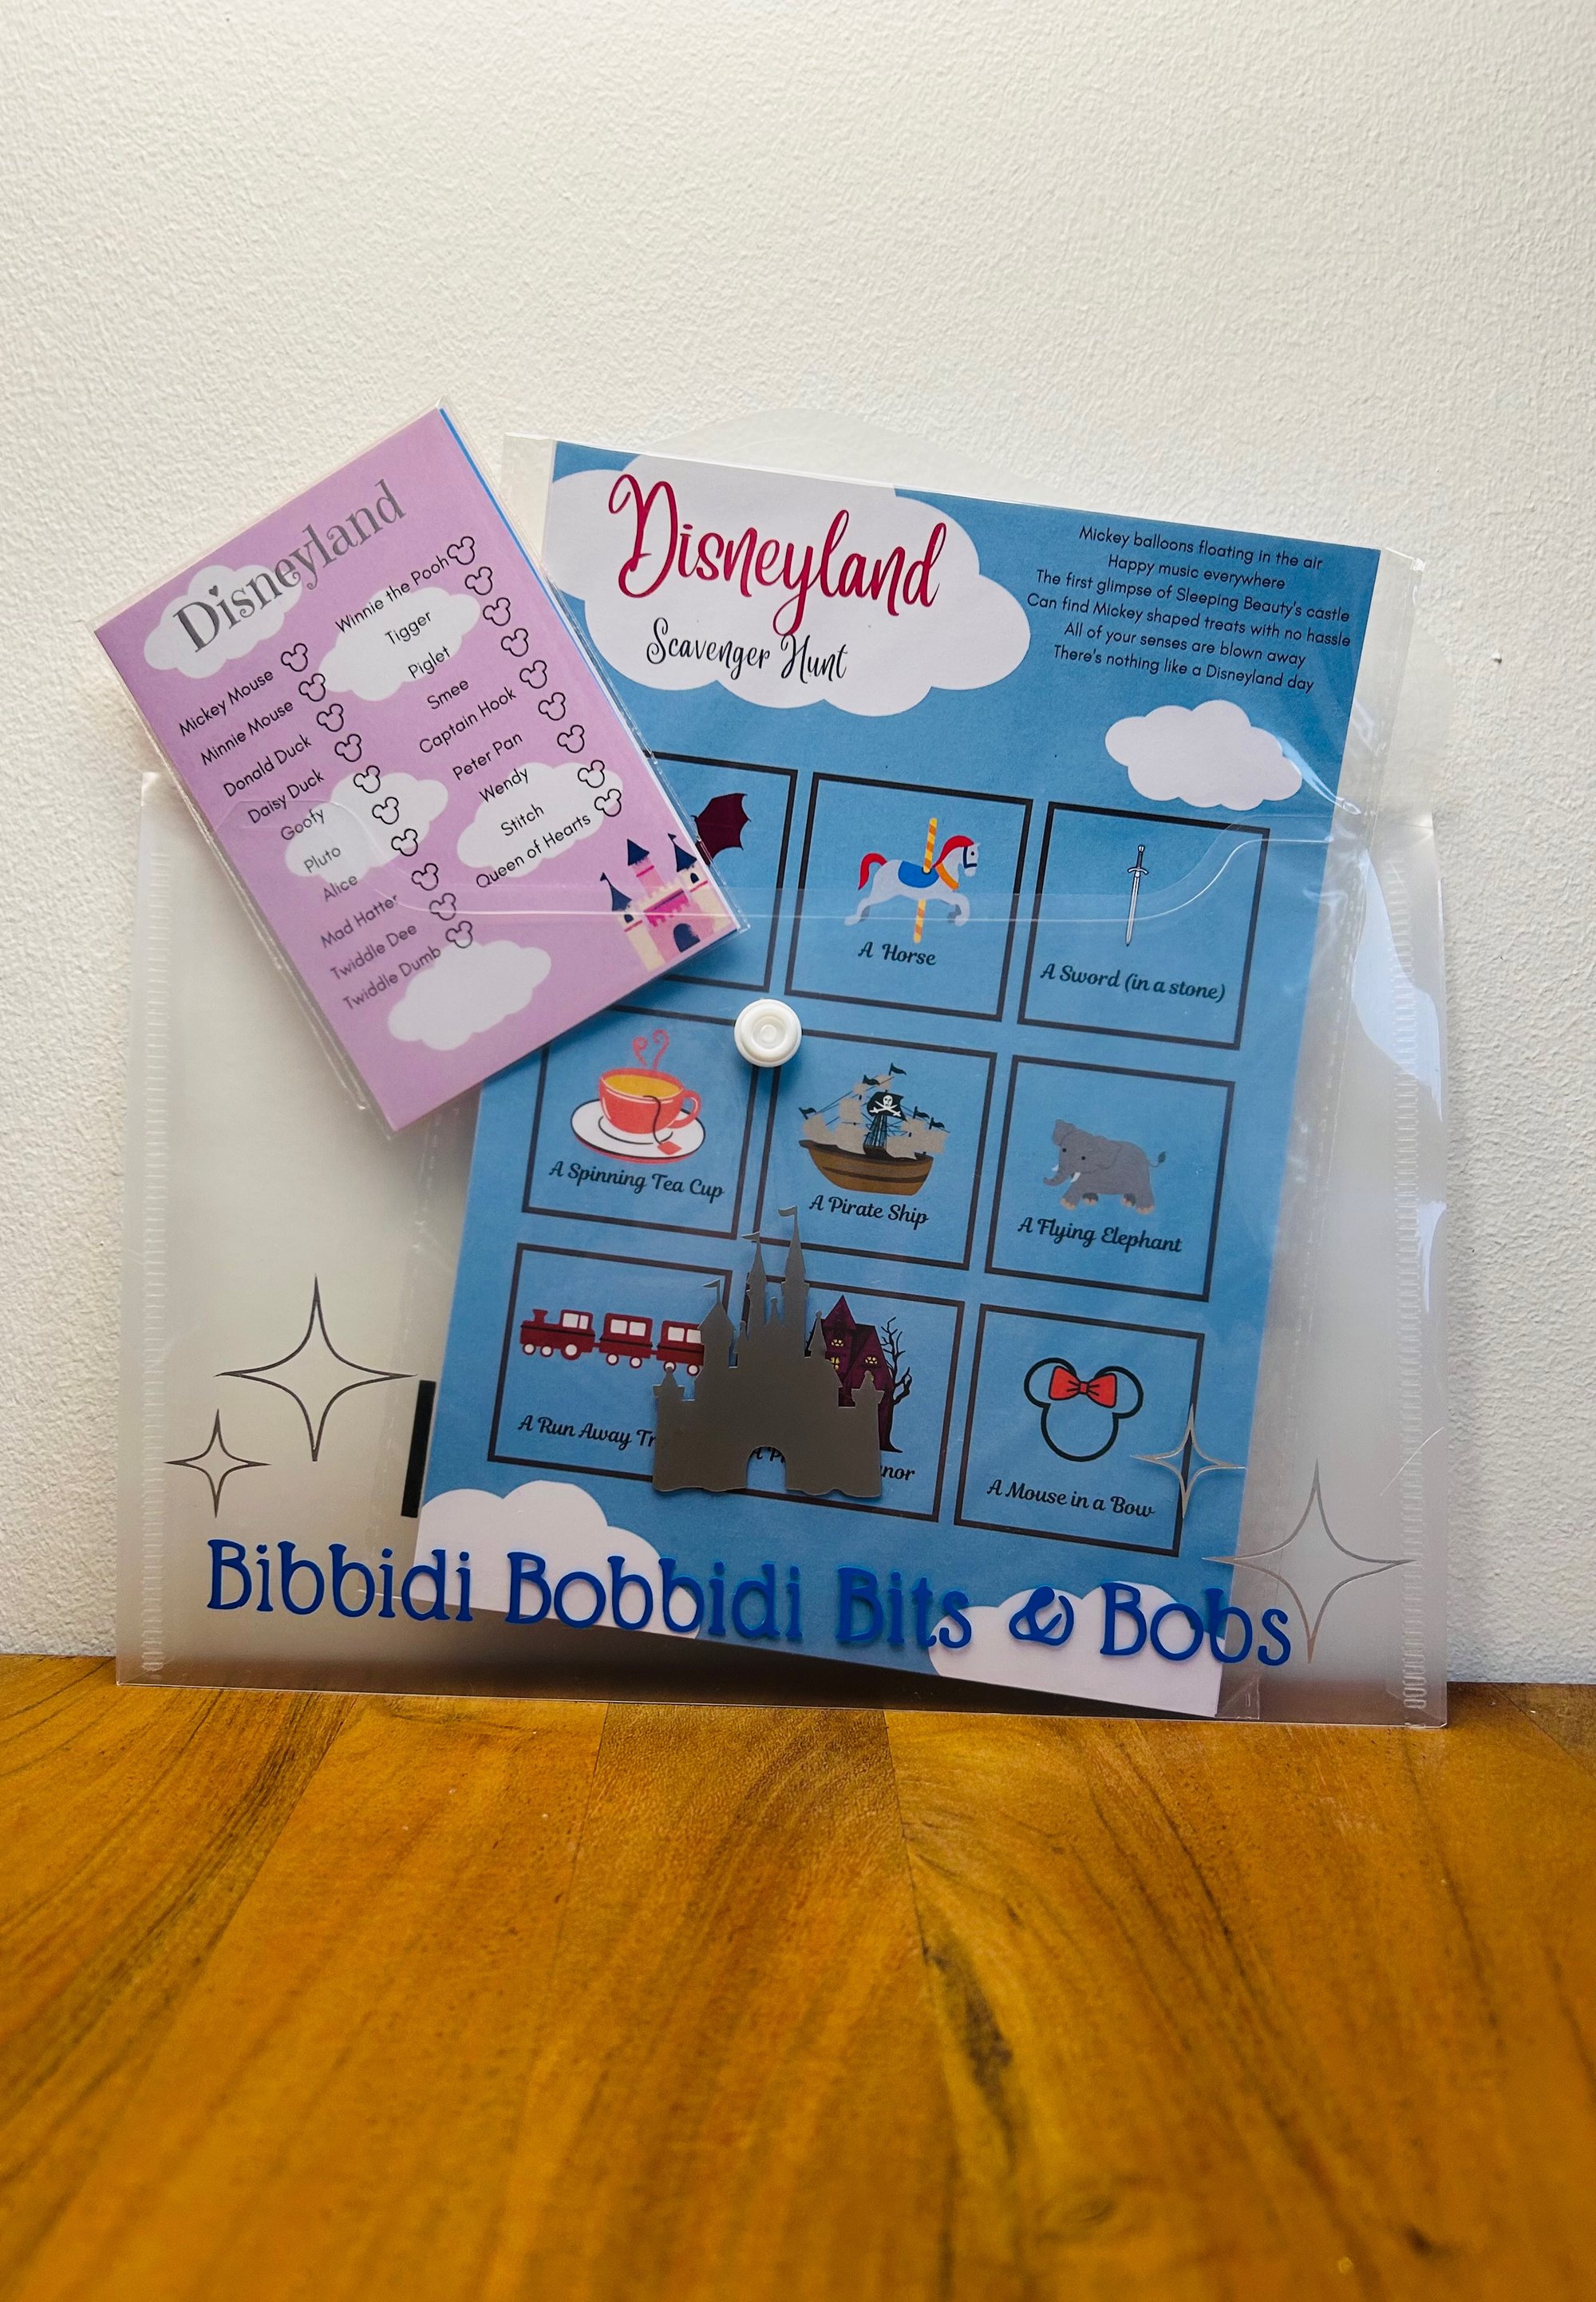 Disneyland
Mickey Mouse
Minnie Mouse
Donald Duck
Daisy Duck
Goofy
Pluto
Alice
Mad Hatter
Twiddle Dee
Twiddle Dumb
Winnie the Pooh
Tigger
Piglet
Smee
Captain Hook
Peter Pan
Wendy
Stitch
Queen of Hearts
Disneyland
Scavenger Hunt
Mickey balloons floating in the air
Happy music everywhere
The first glimpse of Sleeping Beauty's castle
Can find Mickey shaped treats with no hassle
All of your senses are blown away
There's nothing like a Disneyland day
A Horse
A Sword (in a stone)
A Spinning Tea Cup
A Pirate Ship
A Flying Elephant
A Run Away
A
A Mouse in a Bow
Bibbidi Bobbidi Bits & Bobs